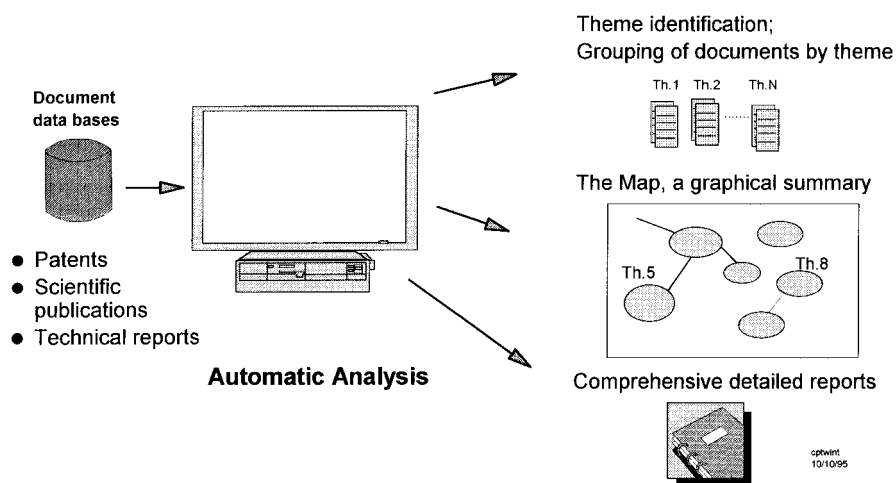 Theme identification;
Grouping of documents by theme
Th.1 Th.2 Th.N
Document
data bases
The Map, a graphical summary
Th.5
Th.8
● Patents
● Scientific
publications
● Technical reports
Automatic Analysis
Comprehensive detailed reports
cptwint
10/10/95